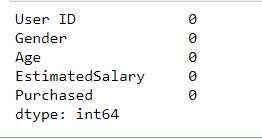 User ID 0
Gender 0
Age 0
EstimatedSalary 0
Purchased 0
dtype: int64